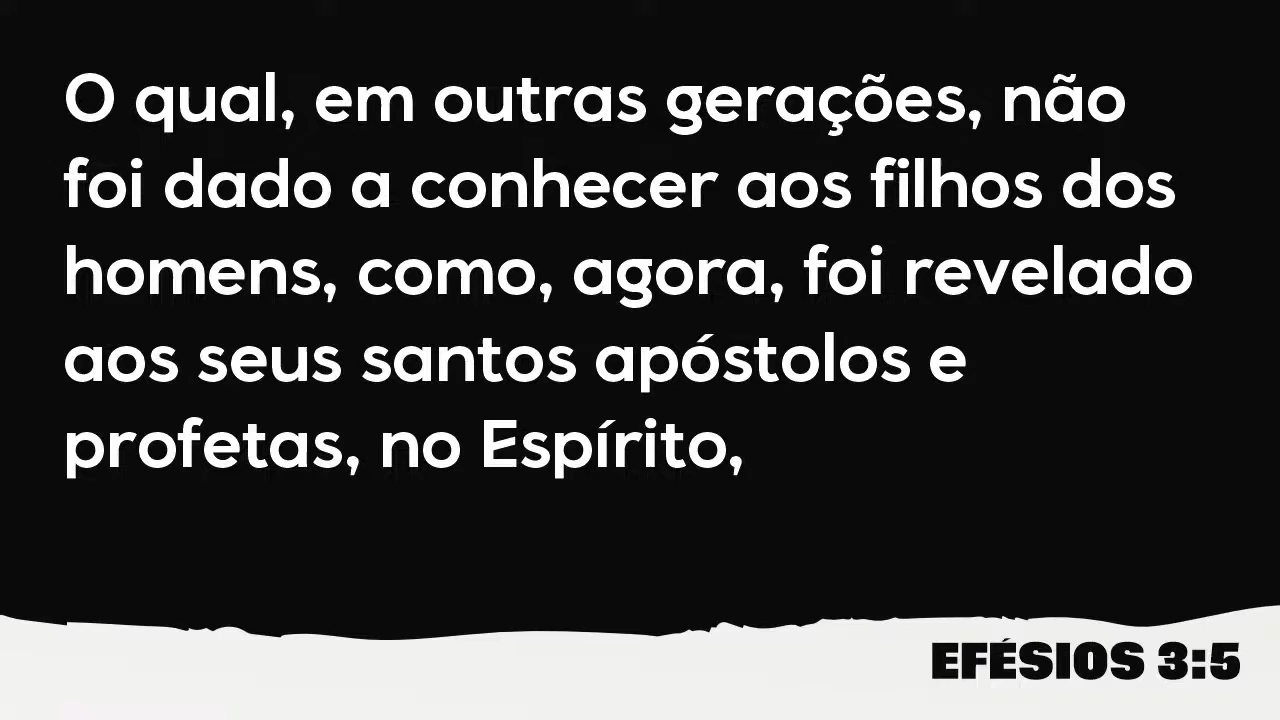 O qual, em outras gerações, não
foi dado a conhecer aos filhos dos
homens, como, agora, foi revelado
aos seus santos apóstolos e
profetas, no Espírito,
EFÉSIOS 3:5